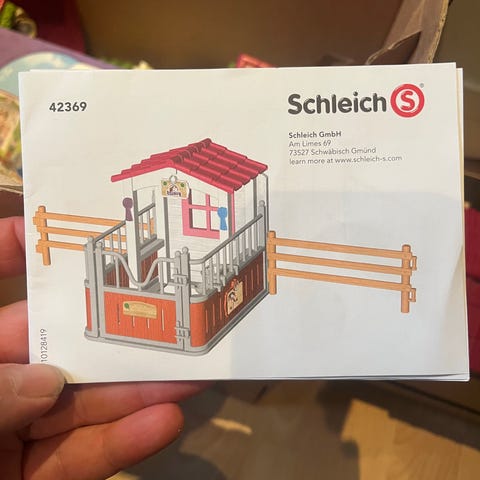 42369
Schleich S®
Schleich GmbH
Am Limes 69
73527 Schwäbisch Gmünd
learn more at www.schleich-s.com
10128419